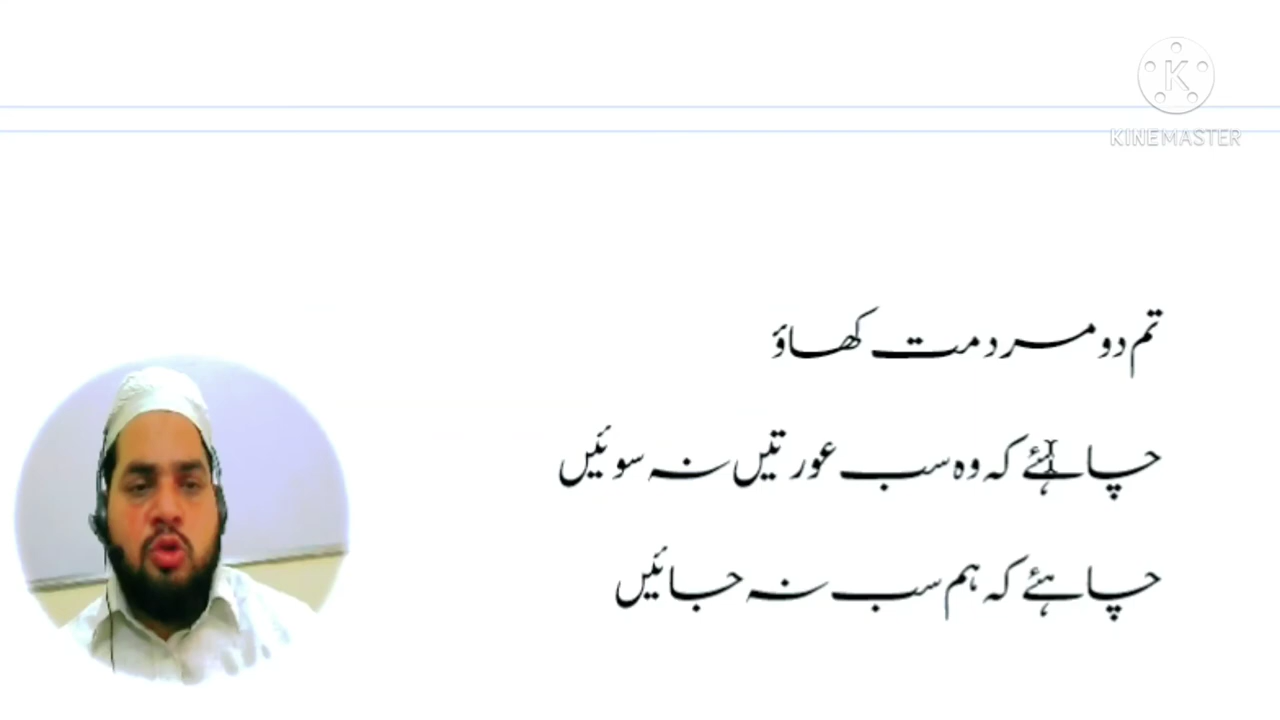 KINEMASTER
تم دو مرد مت کھاؤ
چاہئے کہ وہ سب عورتیں نہ سوئیں
چاہئے کہ ہم سب نہ جائیں